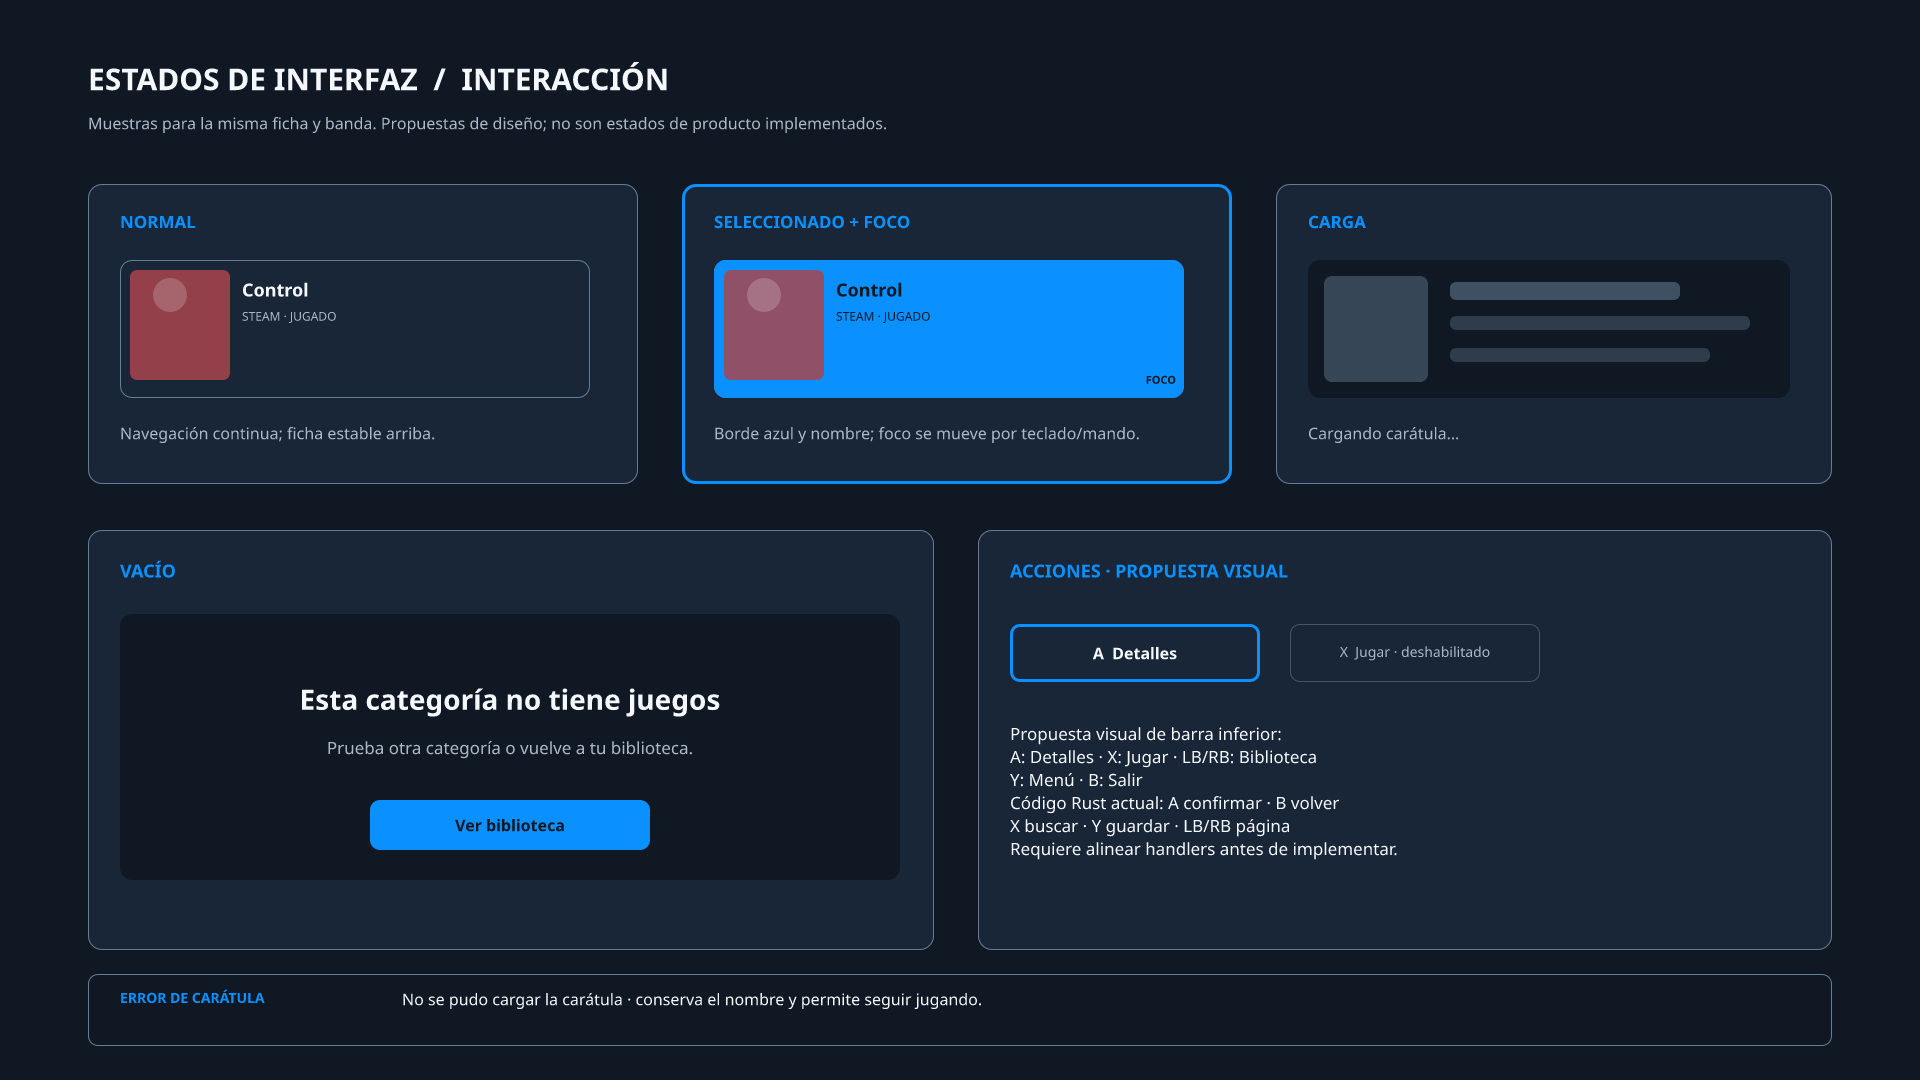 ESTADOS DE INTERFAZ / INTERACCIÓN
Muestras para la misma ficha y banda. Propuestas de diseño; no son estados de producto implementados.
NORMAL
Control
STEAM · JUGADO
Navegación continua; ficha estable arriba.
SELECCIONADO + FOCO
Control
STEAM · JUGADO
FOCO
Borde azul y nombre; foco se mueve por teclado/mando.
CARGA
Cargando carátula...
VACÍO
Esta categoría no tiene juegos
Prueba otra categoría o vuelve a tu biblioteca.
Ver biblioteca
ACCIONES · PROPUESTA VISUAL
A Detalles
X Jugar · deshabilitado
Propuesta visual de barra inferior:
A: Detalles · X: Jugar · LB/RB: Biblioteca
Y: Menú · B: Salir
Código Rust actual: A confirmar · B volver
X buscar · Y guardar · LB/RB página
Requiere alinear handlers antes de implementar.
ERROR DE CARÁTULA
No se pudo cargar la carátula · conserva el nombre y permite seguir jugando.